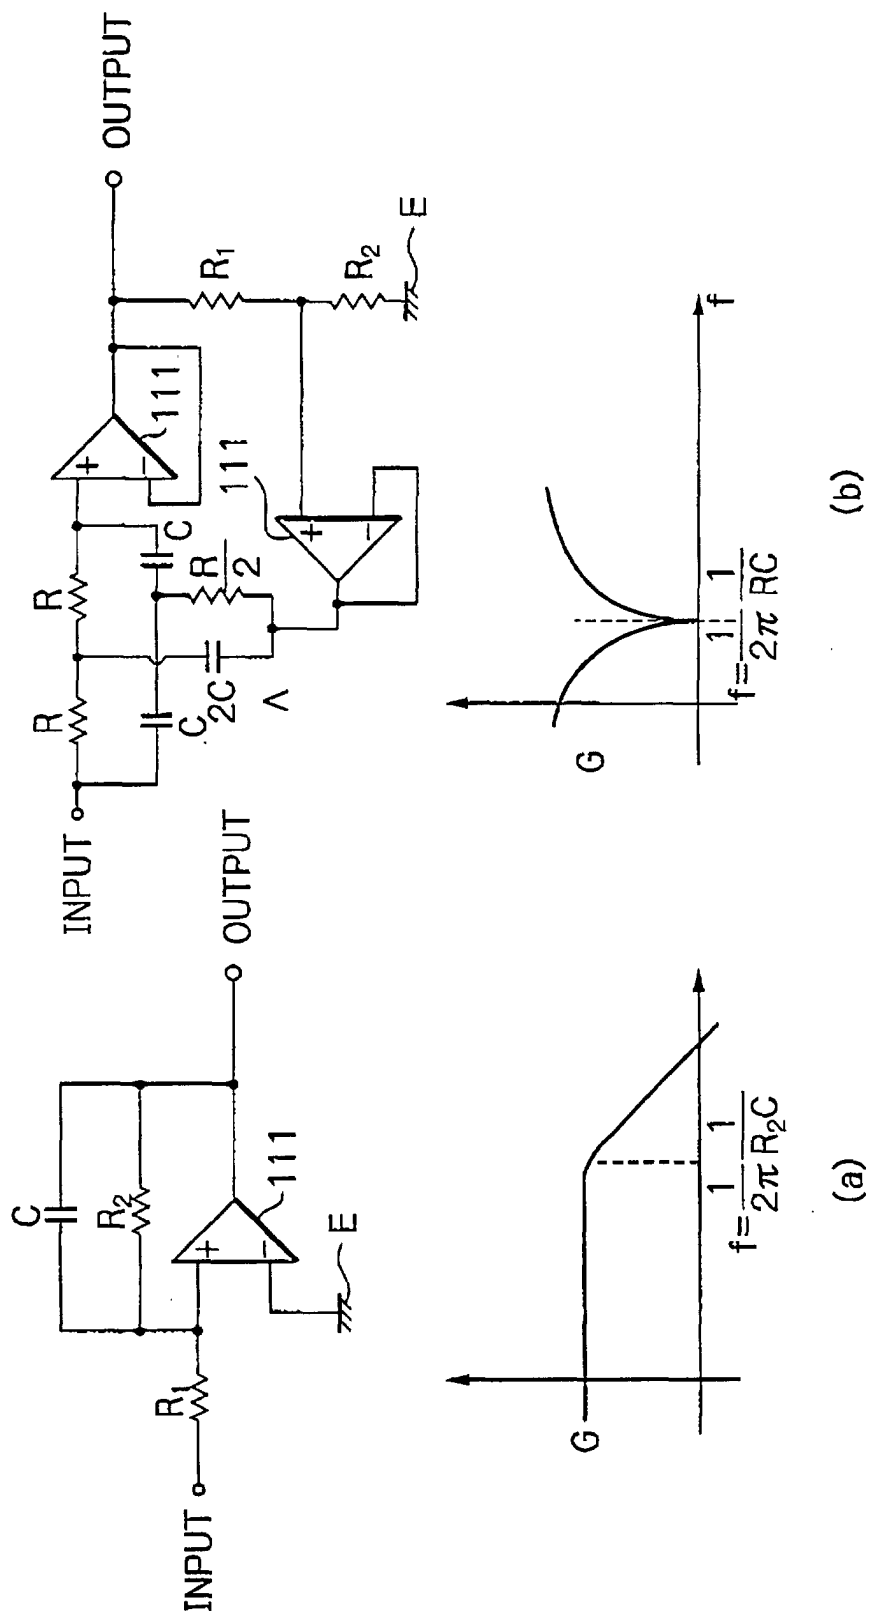 INPUT
R₁
C
R₂
+
−
111
E
OUTPUT
G
f=1/2π 1/R₂C
(a)
INPUT
R
R
C
C
2C
R/2
Λ
+
−
111
+
−
111
R₁
R₂
E
OUTPUT
G
f
f=1/2π 1/RC
(b)